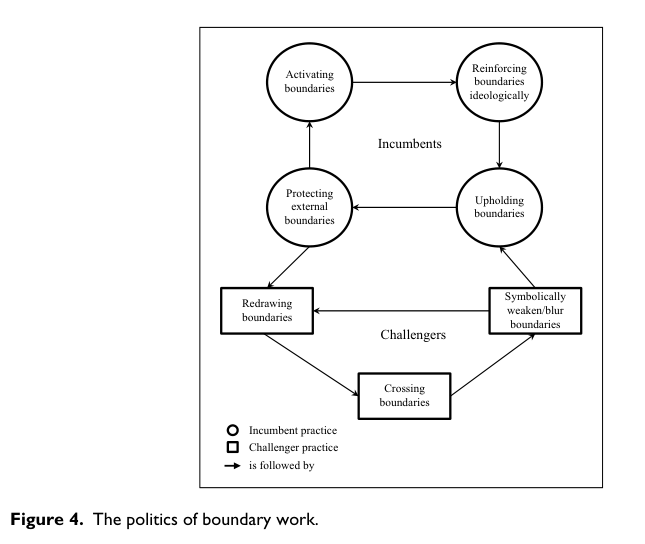 Activating
boundaries
Reinforcing
boundaries
ideologically
Incumbents
Protecting
external
boundaries
Upholding
boundaries
Redrawing
boundaries
Symbolically
weaken/blur
boundaries
Challengers
Crossing
boundaries
Incumbent practice
Challenger practice
is followed by
Figure 4. The politics of boundary work.